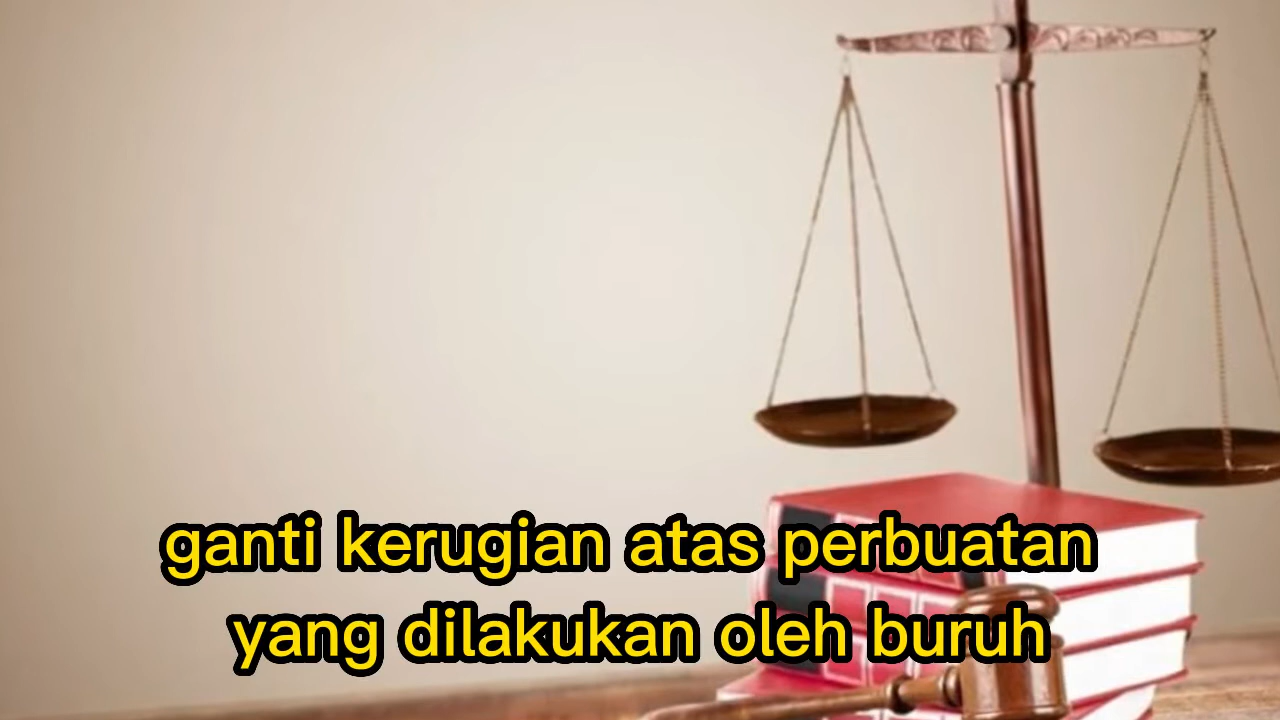 ganti kerugian atas perbuatan
yang dilakukan oleh buruh